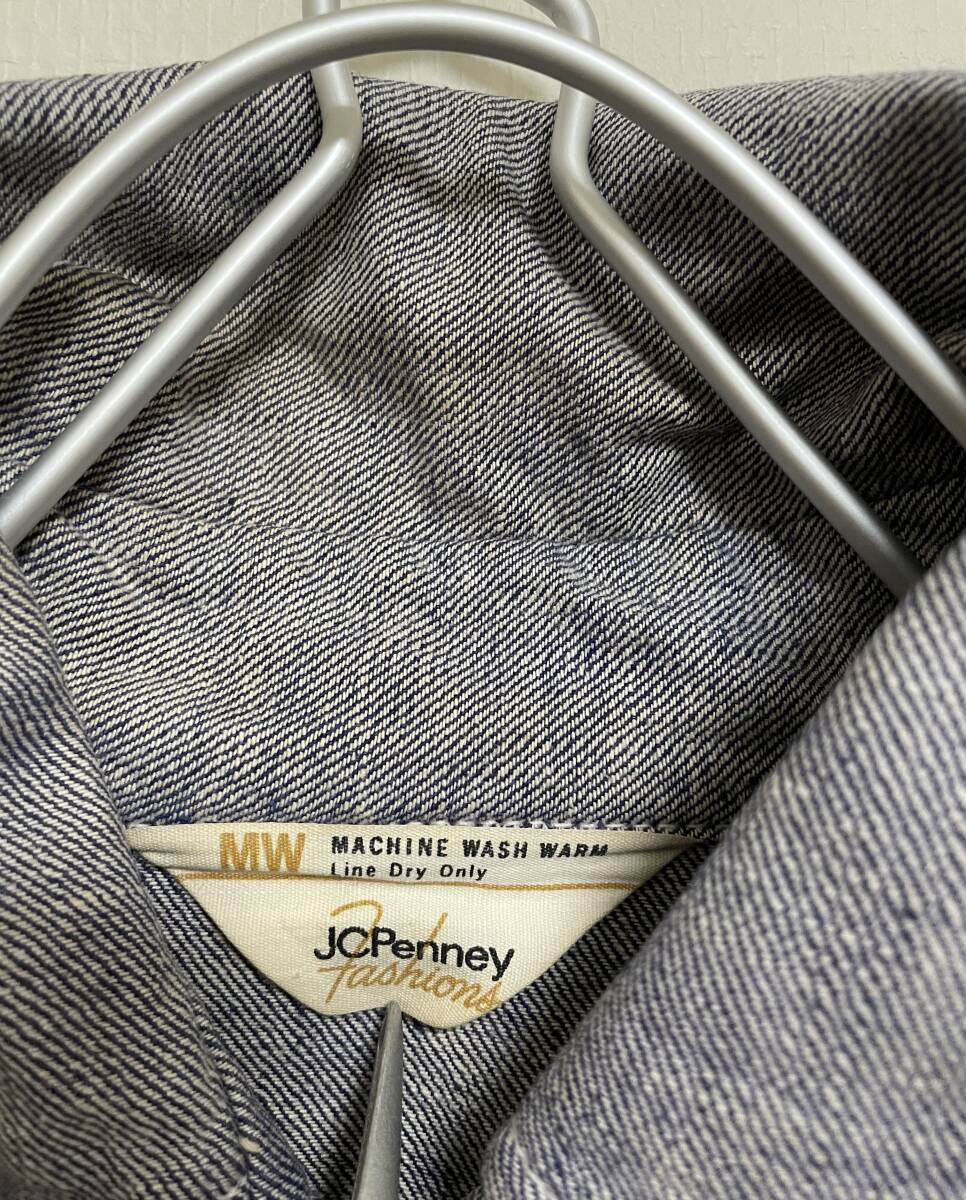 MW MACHINE WASH WARM
Line Dry Only
JCPenney
fashions